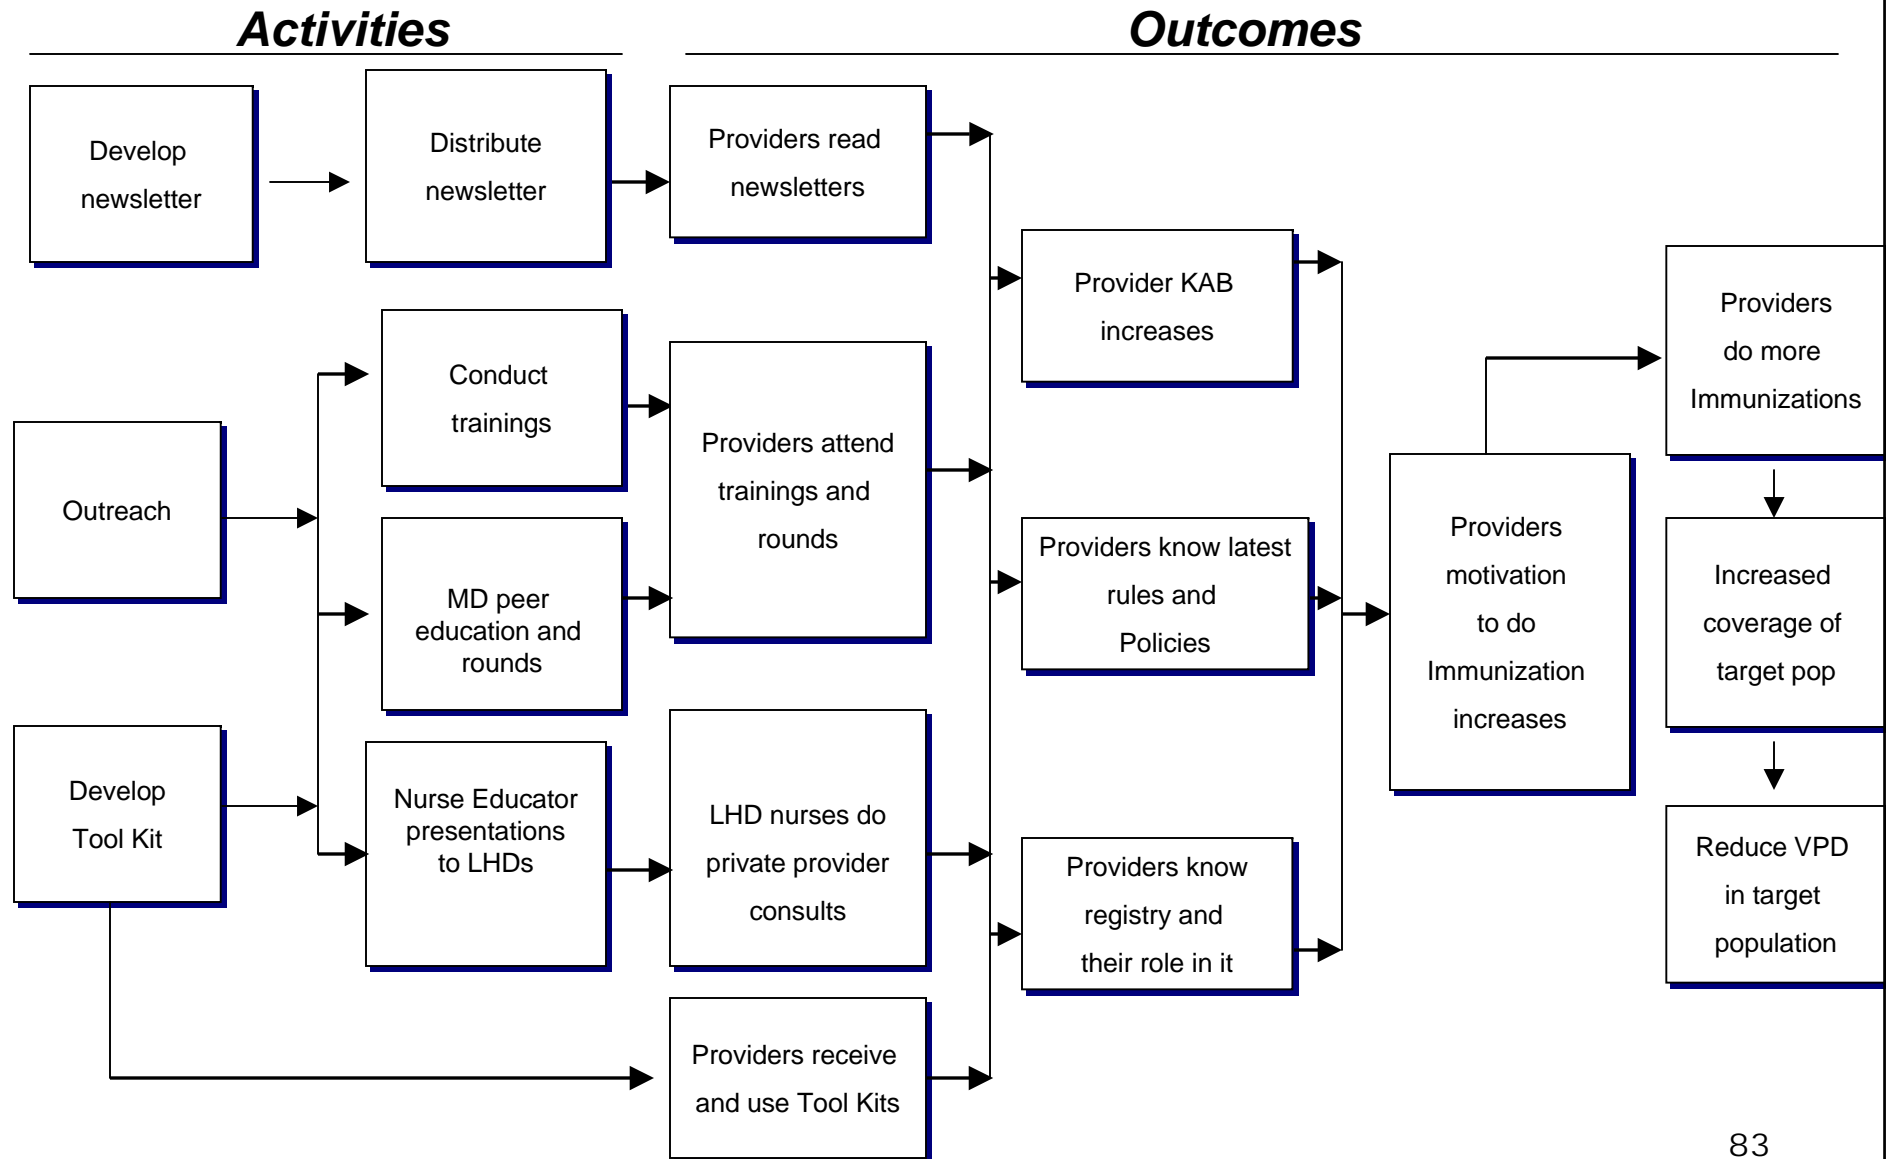 Activities
Outcomes
Develop
newsletter
Distribute
newsletter
Providers read
newsletters
Provider KAB
increases
Providers
do more
Immunizations
Conduct
trainings
Providers attend
trainings and
rounds
Outreach
MD peer
education and
rounds
Providers know latest
rules and
Policies
Providers
motivation
to do
Immunization
increases
Increased
coverage of
target pop
Develop
Tool Kit
Nurse Educator
presentations
to LHDs
LHD nurses do
private provider
consults
Providers know
registry and
their role in it
Reduce VPD
in target
population
Providers receive
and use Tool Kits
83